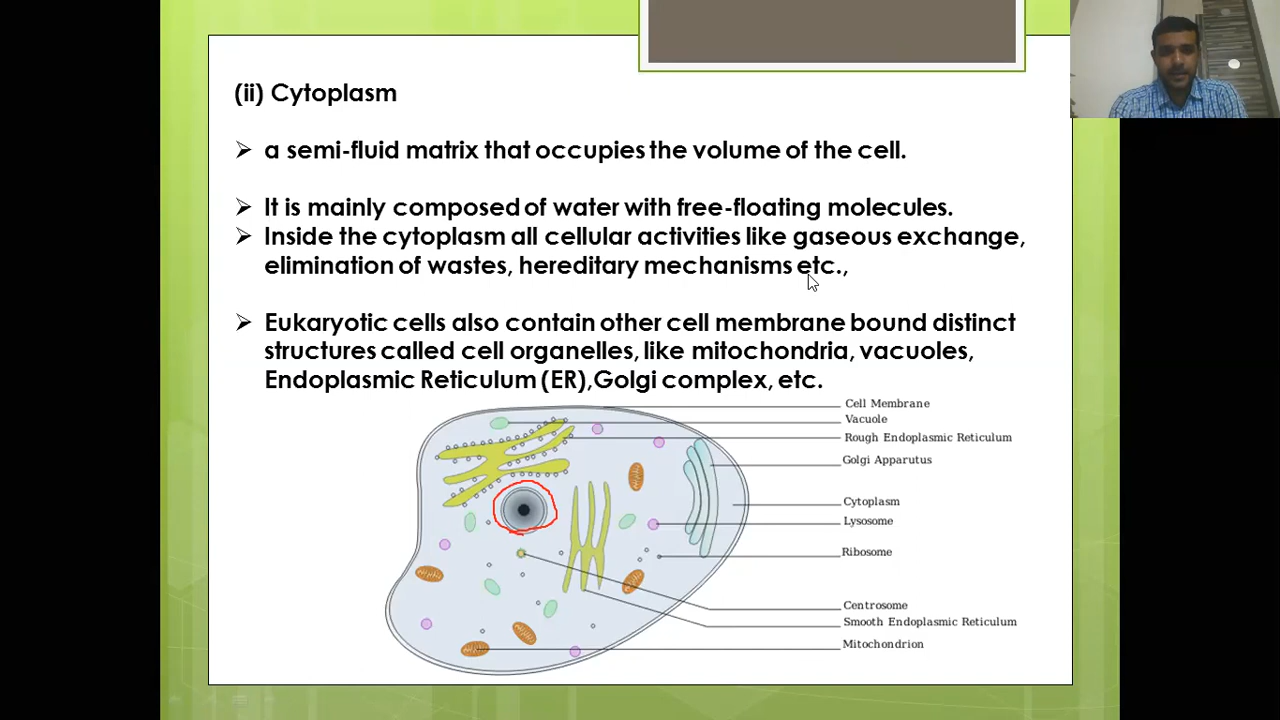 (ii) Cytoplasm
a semi-fluid matrix that occupies the volume of the cell.
It is mainly composed of water with free-floating molecules.
Inside the cytoplasm all cellular activities like gaseous exchange,
elimination of wastes, hereditary mechanisms etc.,
Eukaryotic cells also contain other cell membrane bound distinct
structures called cell organelles, like mitochondria, vacuoles,
Endoplasmic Reticulum (ER),Golgi complex, etc.
Cell Membrane
Vacuole
Rough Endoplasmic Reticulum
Golgi Apparutus
Cytoplasm
Lysosome
Ribosome
Centrosome
Smooth Endoplasmic Reticulum
Mitochondrion